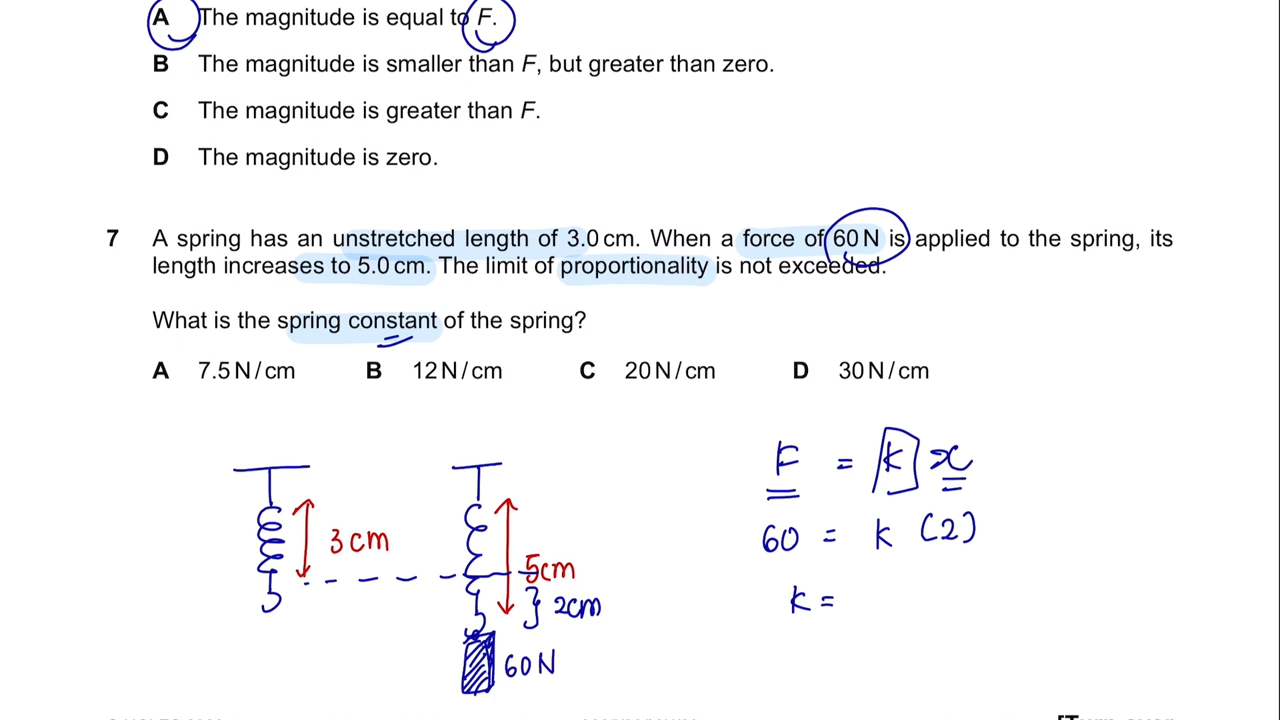 A The magnitude is equal to F.
B The magnitude is smaller than F, but greater than zero.
C The magnitude is greater than F.
D The magnitude is zero.
7 A spring has an unstretched length of 3.0 cm. When a force of 60 N is applied to the spring, its
length increases to 5.0 cm. The limit of proportionality is not exceeded.
What is the spring constant of the spring?
A 7.5 N / cm B 12 N / cm C 20 N / cm D 30 N / cm
F = k x
60 = k (2)
k =
3 cm
5cm
2cm
60N